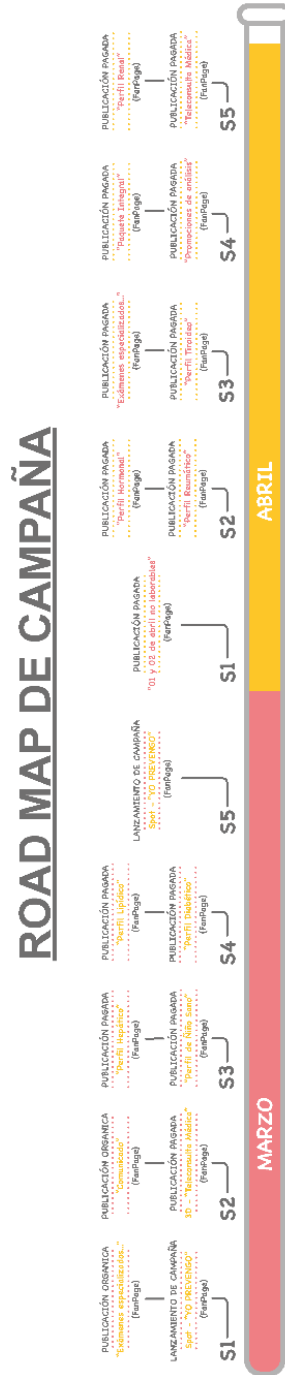 ROAD MAP DE CAMPAÑA
PUBLICACIÓN ORGANICA
"Exámenes especializados..."
(FanPage)
LANZAMIENTO DE CAMPAÑA
Spot - "YO PREVENGO"
(FanPage)
S1
PUBLICACIÓN ORGANICA
"Comunicado"
(FanPage)
PUBLICACIÓN PAGADA
3D - "Teleconsulta Médica"
(FanPage)
S2
PUBLICACIÓN PAGADA
"Perfil Hepático"
(FanPage)
PUBLICACIÓN PAGADA
"Perfil de Niño Sano"
(FanPage)
S3
PUBLICACIÓN PAGADA
"Perfil Lipídico"
(FanPage)
PUBLICACIÓN PAGADA
"Perfil Diabético"
(FanPage)
S4
LANZAMIENTO DE CAMPAÑA
Spot - "YO PREVENGO"
(FanPage)
S5
PUBLICACIÓN PAGADA
"01 y 02 de abril no laborables"
(FanPage)
S1
PUBLICACIÓN PAGADA
"Perfil Hormonal"
(FanPage)
PUBLICACIÓN PAGADA
"Perfil Reumático"
(FanPage)
S2
PUBLICACIÓN PAGADA
"Exámenes especializados..."
(FanPage)
PUBLICACIÓN PAGADA
"Perfil Tiroideo"
(FanPage)
S3
PUBLICACIÓN PAGADA
"Paquete Integral"
(FanPage)
PUBLICACIÓN PAGADA
"Promociones de análisis"
(FanPage)
S4
PUBLICACIÓN PAGADA
"Perfil Renal"
(FanPage)
PUBLICACIÓN PAGADA
"Teleconsulta Médica"
(FanPage)
S5
MARZO
ABRIL